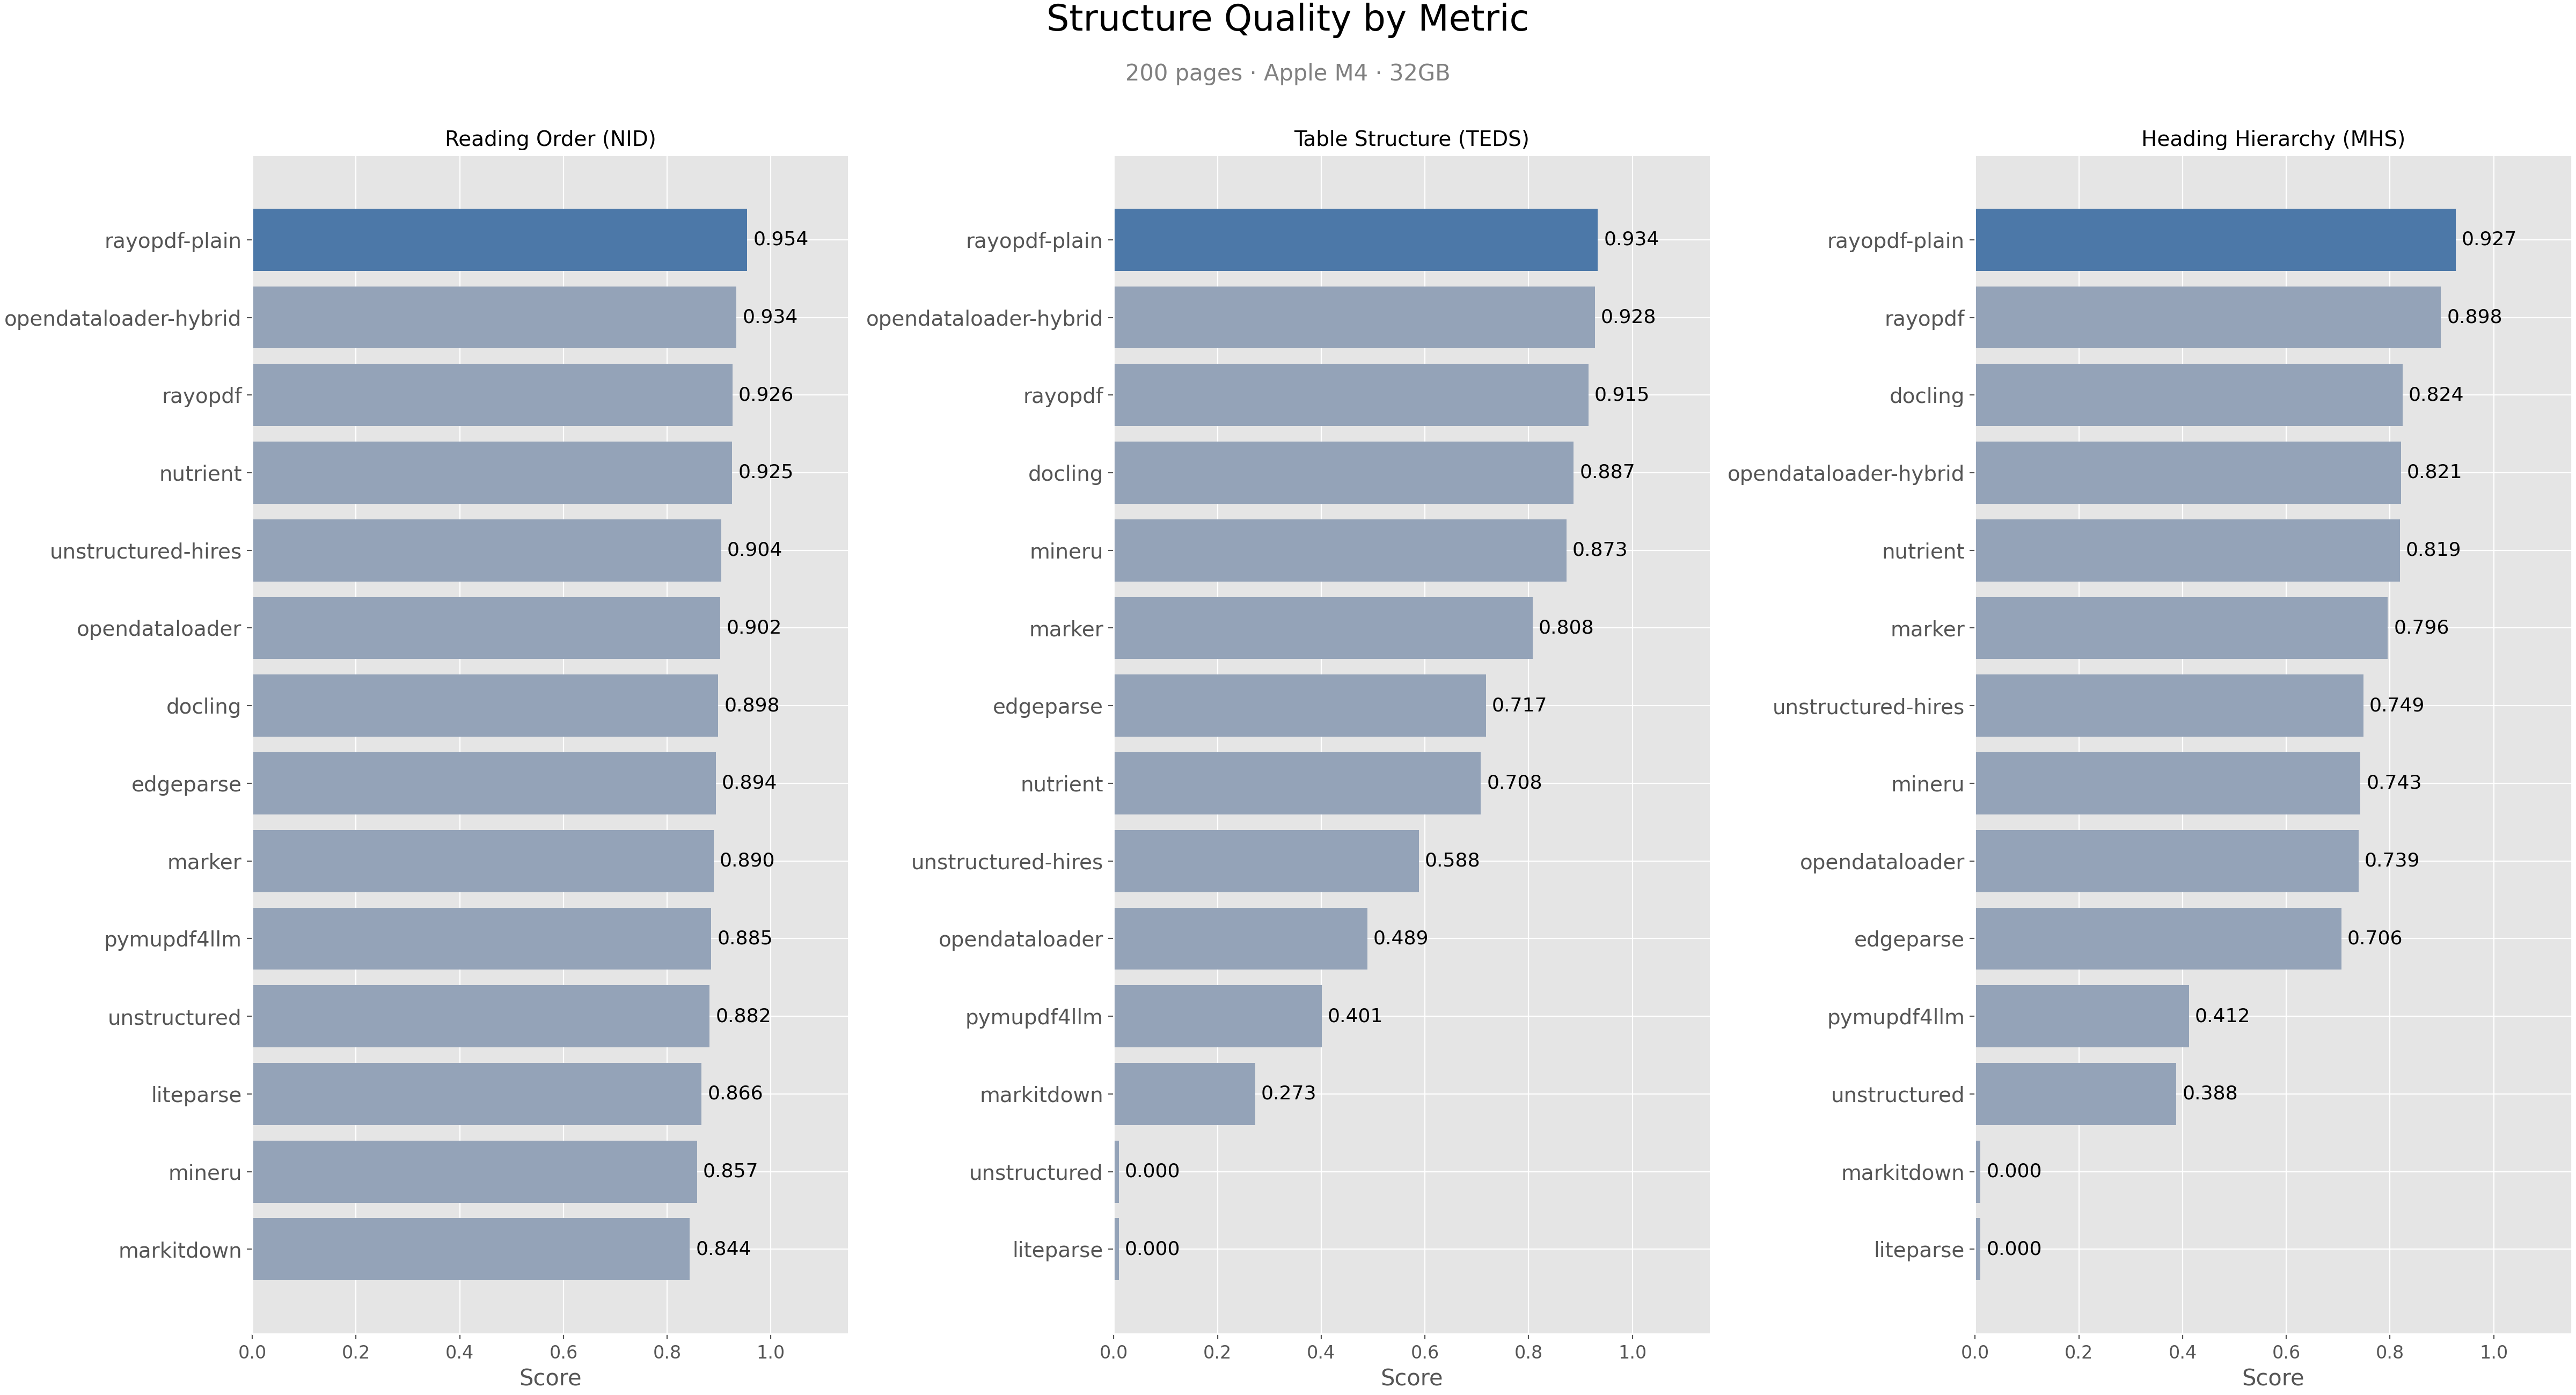 Structure Quality by Metric
200 pages · Apple M4 · 32GB
Reading Order (NID)
rayopdf-plain 0.954
opendataloader-hybrid 0.934
rayopdf 0.926
nutrient 0.925
unstructured-hires 0.904
opendataloader 0.902
docling 0.898
edgeparse 0.894
marker 0.890
pymupdf4llm 0.885
unstructured 0.882
liteparse 0.866
mineru 0.857
markitdown 0.844
0.0 0.2 0.4 0.6 0.8 1.0
Score
Table Structure (TEDS)
rayopdf-plain 0.934
opendataloader-hybrid 0.928
rayopdf 0.915
docling 0.887
mineru 0.873
marker 0.808
edgeparse 0.717
nutrient 0.708
unstructured-hires 0.588
opendataloader 0.489
pymupdf4llm 0.401
markitdown 0.273
unstructured 0.000
liteparse 0.000
0.0 0.2 0.4 0.6 0.8 1.0
Score
Heading Hierarchy (MHS)
rayopdf-plain 0.927
rayopdf 0.898
docling 0.824
opendataloader-hybrid 0.821
nutrient 0.819
marker 0.796
unstructured-hires 0.749
mineru 0.743
opendataloader 0.739
edgeparse 0.706
pymupdf4llm 0.412
unstructured 0.388
markitdown 0.000
liteparse 0.000
0.0 0.2 0.4 0.6 0.8 1.0
Score